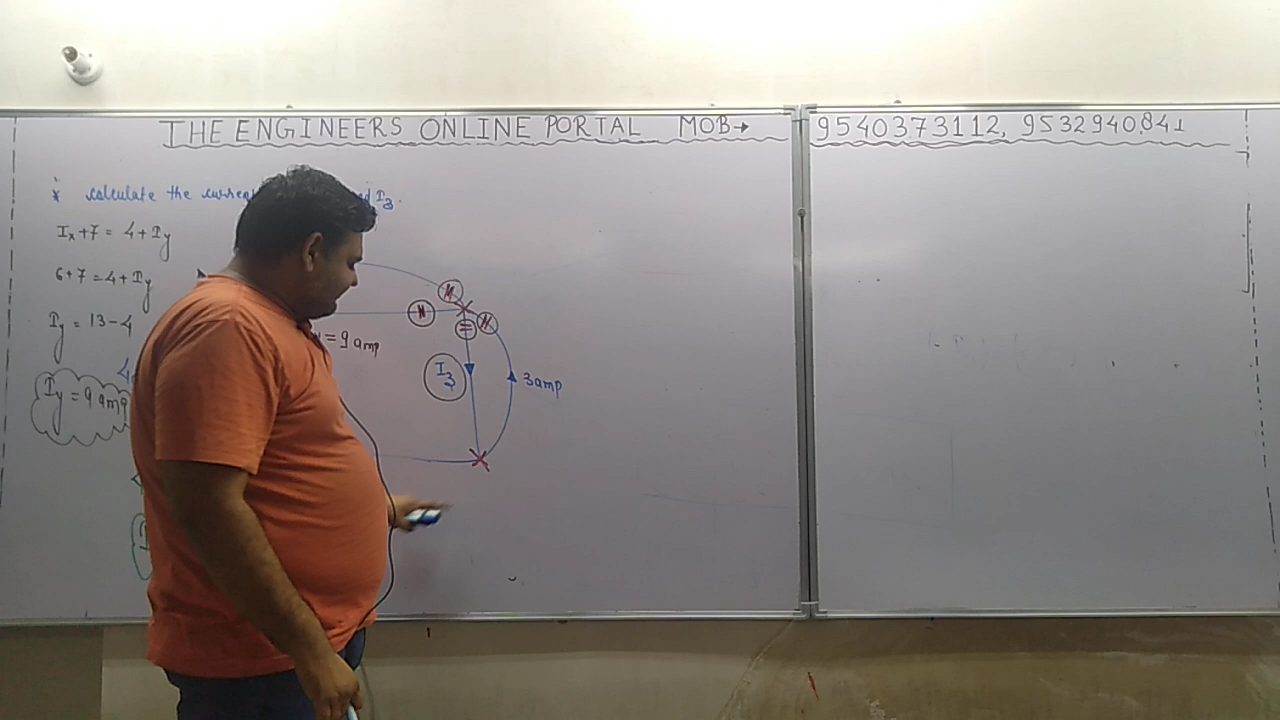 THE ENGINEERS ONLINE PORTAL MOB→ 9540373112, 9532940841
* calculate the I3.
Ix+7 = 4+Iy
6+7 = 4+Iy
Iy = 13-4
Iy = 9 amp
= 9 amp
I3
3amp